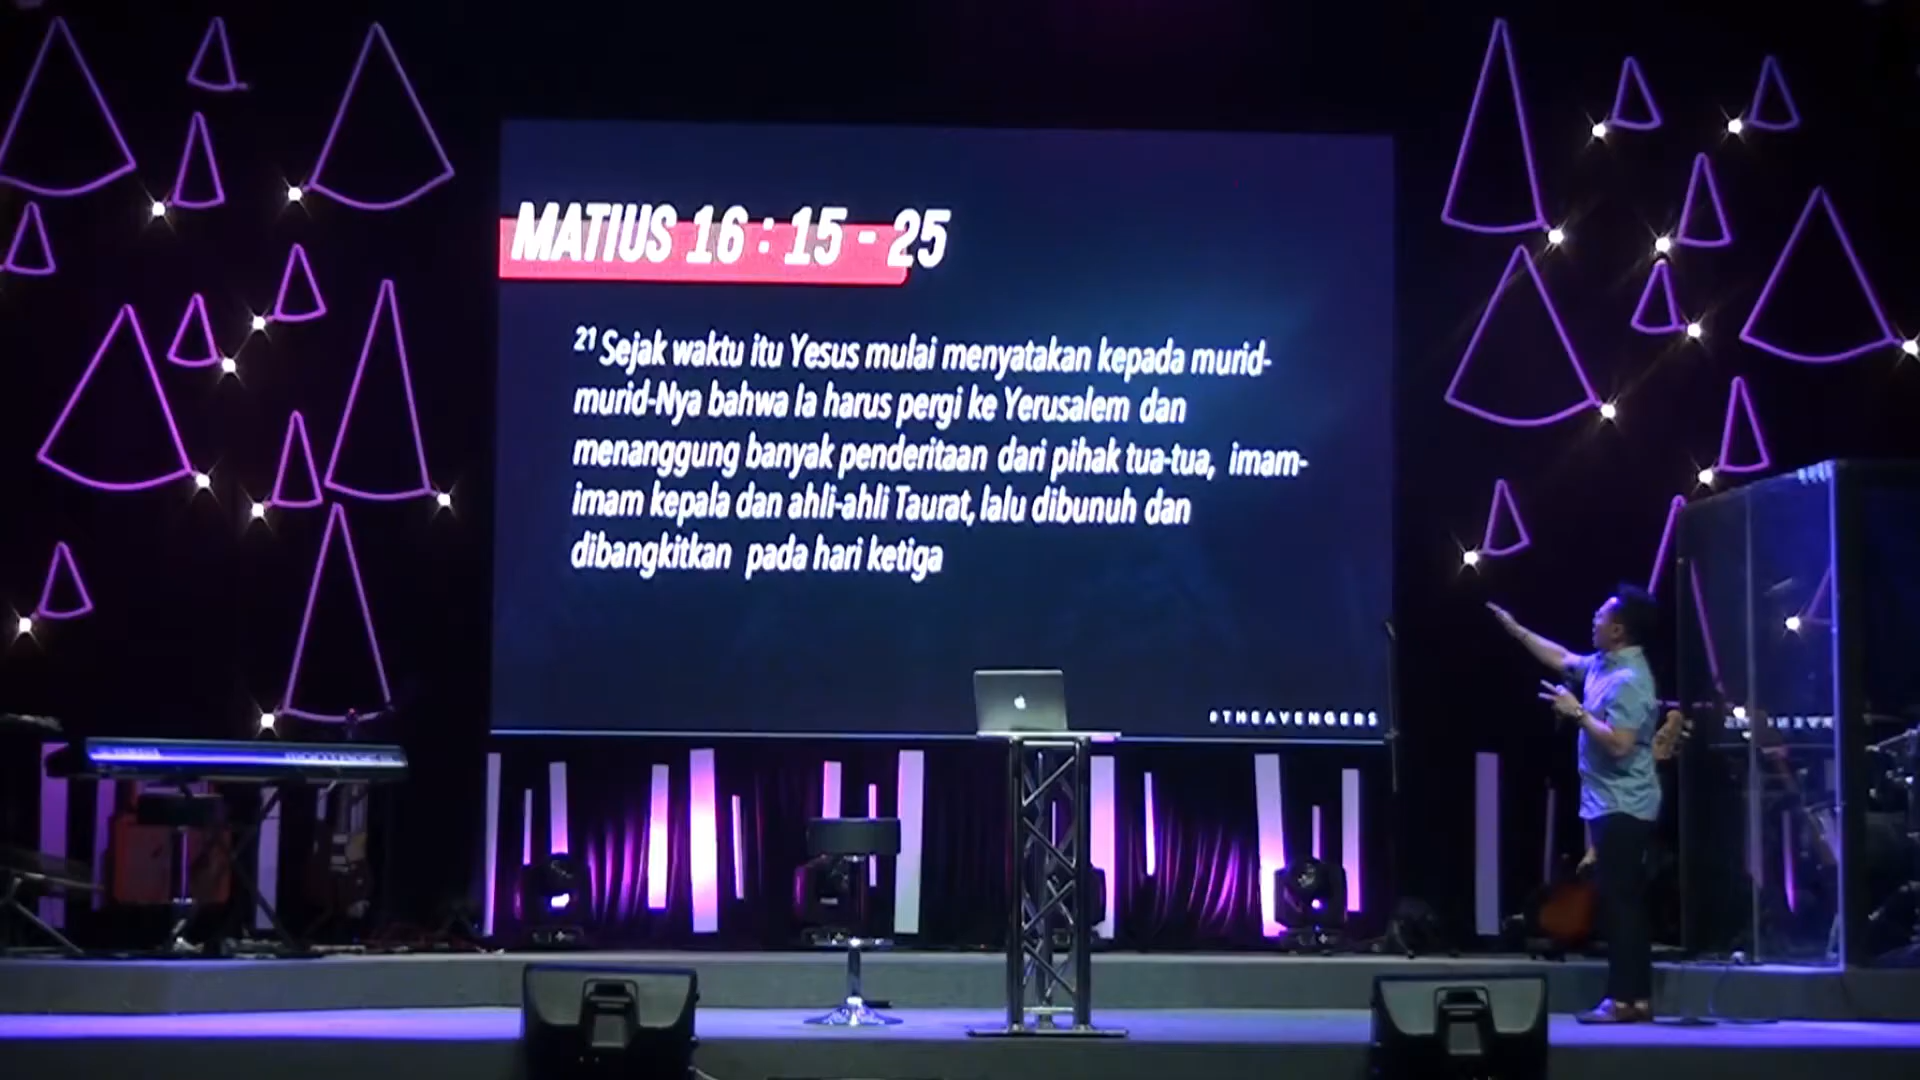 MATIUS 16 : 15 - 25
21 Sejak waktu itu Yesus mulai menyatakan kepada murid-
murid-Nya bahwa Ia harus pergi ke Yerusalem dan
menanggung banyak penderitaan dari pihak tua-tua, imam-
imam kepala dan ahli-ahli Taurat, lalu dibunuh dan
dibangkitkan pada hari ketiga
#THEAVENGERS
MONTAGE